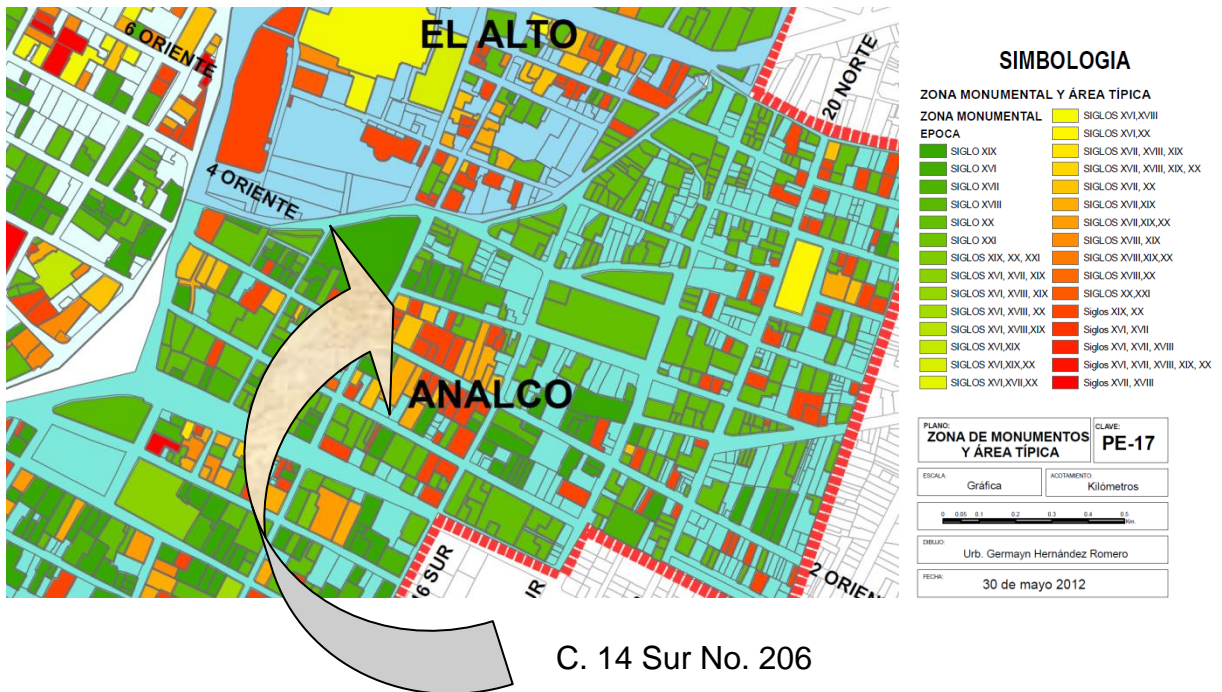 EL ALTO
6 ORIENTE
20 NORTE
4 ORIENTE
ANALCO
16 SUR
UR
2 ORIEN
C. 14 Sur No. 206
SIMBOLOGIA
ZONA MONUMENTAL Y ÁREA TÍPICA
ZONA MONUMENTAL
EPOCA
SIGLO XIX
SIGLO XVI
SIGLO XVII
SIGLO XVIII
SIGLO XX
SIGLO XXI
SIGLOS XIX, XX, XXI
SIGLOS XVI, XVII, XIX
SIGLOS XVI, XVIII, XIX
SIGLOS XVI, XVIII, XX
SIGLOS XVI, XVIII,XIX
SIGLOS XVI,XIX
SIGLOS XVI,XIX,XX
SIGLOS XVI,XVII,XX
SIGLOS XVI,XVIII
SIGLOS XVI,XX
SIGLOS XVII, XVIII, XIX
SIGLOS XVII, XVIII, XIX, XX
SIGLOS XVII, XX
SIGLOS XVII,XIX
SIGLOS XVII,XIX,XX
SIGLOS XVIII, XIX
SIGLOS XVIII,XIX,XX
SIGLOS XVIII,XX
SIGLOS XX,XXI
Siglos XIX, XX
Siglos XVI, XVII
Siglos XVI, XVII, XVIII
Siglos XVI, XVII, XVIII, XIX, XX
Siglos XVII, XVIII
PLANO:
ZONA DE MONUMENTOS
Y ÁREA TÍPICA
CLAVE:
PE-17
ESCALA:
Gráfica
ACOTAMIENTO:
Kilómetros
0 0.05 0.1 0.2 0.3 0.4 0.5
Km.
DIBUJO:
Urb. Germayn Hernández Romero
FECHA:
30 de mayo 2012